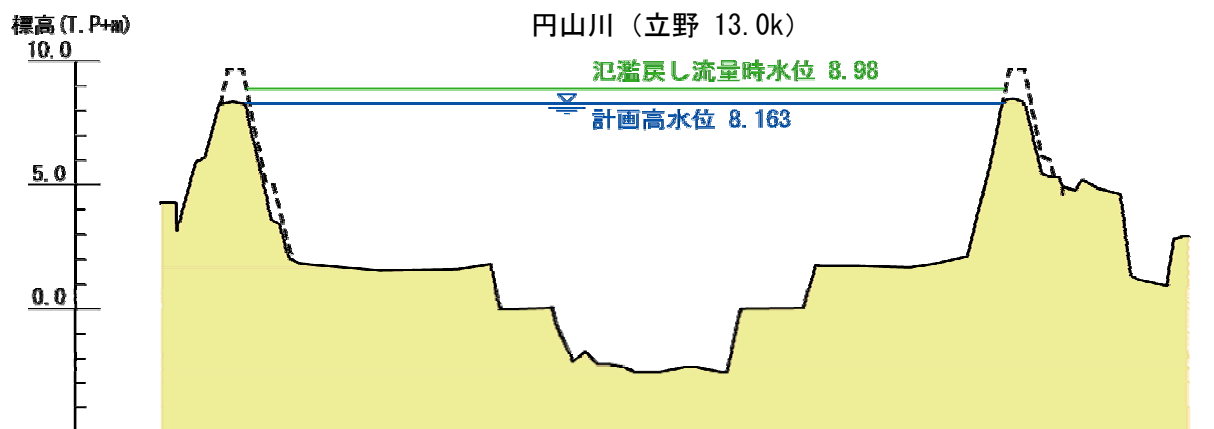 円山川（立野 13.0k）
標高(T.P+m)
10.0
氾濫戻し流量時水位 8.98
計画高水位 8.163
5.0
0.0